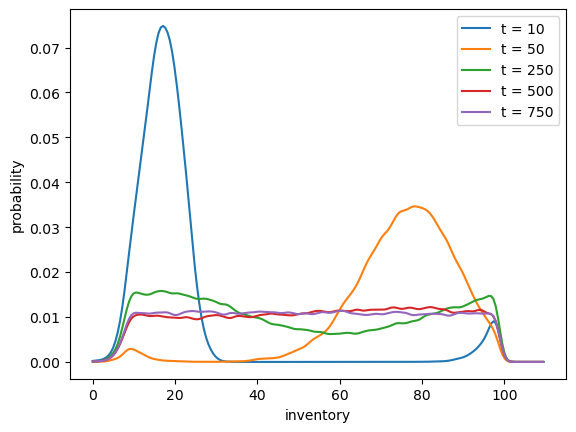 t = 10
t = 50
t = 250
t = 500
t = 750
probability
0.07
0.06
0.05
0.04
0.03
0.02
0.01
0.00
0 20 40 60 80 100
inventory